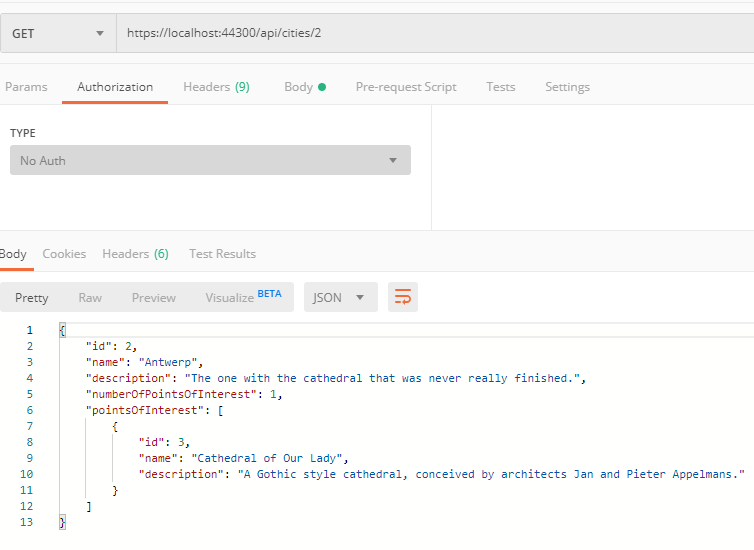 GET https://localhost:44300/api/cities/2
Params Authorization Headers (9) Body Pre-request Script Tests Settings
TYPE
No Auth
Body Cookies Headers (6) Test Results
Pretty Raw Preview Visualize BETA JSON
1 {
2 "id": 2,
3 "name": "Antwerp",
4 "description": "The one with the cathedral that was never really finished.",
5 "numberOfPointsOfInterest": 1,
6 "pointsOfInterest": [
7 {
8 "id": 3,
9 "name": "Cathedral of Our Lady",
10 "description": "A Gothic style cathedral, conceived by architects Jan and Pieter Appelmans."
11 }
12 ]
13 }